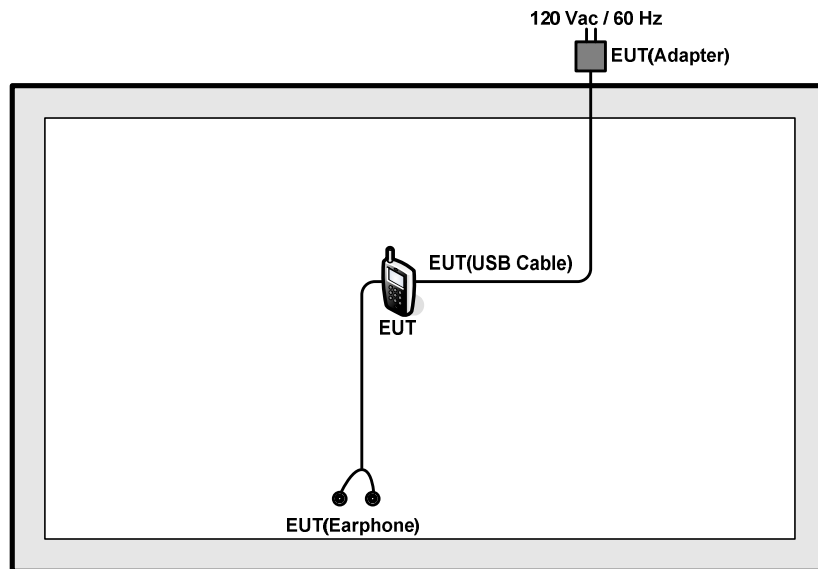 120 Vac / 60 Hz
EUT(Adapter)
EUT(USB Cable)
EUT
EUT(Earphone)